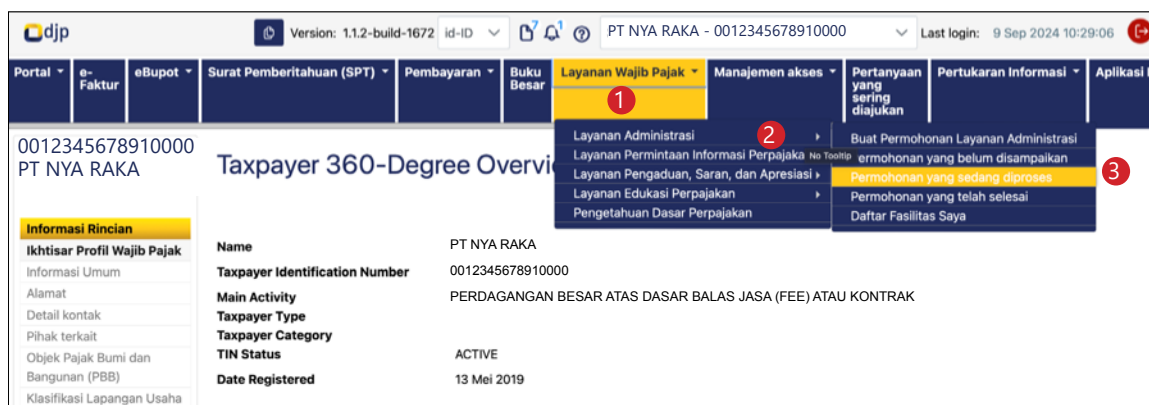 djp
Version: 1.1.2-build-1672
id-ID
7
1
PT NYA RAKA - 0012345678910000
Last login: 9 Sep 2024 10:29:06
Portal
e-Faktur
eBupot
Surat Pemberitahuan (SPT)
Pembayaran
Buku Besar
Layanan Wajib Pajak
Manajemen akses
Pertanyaan yang sering diajukan
Pertukaran Informasi
Aplikasi
1
Layanan Administrasi
2
Layanan Permintaan Informasi Perpajaka
No Tooltip
Layanan Pengaduan, Saran, dan Apresiasi
Layanan Edukasi Perpajakan
Pengetahuan Dasar Perpajakan
Buat Permohonan Layanan Administrasi
ermohonan yang belum disampaikan
Permohonan yang sedang diproses
3
Permohonan yang telah selesai
Daftar Fasilitas Saya
0012345678910000
PT NYA RAKA
Taxpayer 360-Degree Overvi
Informasi Rincian
Ikhtisar Profil Wajib Pajak
Informasi Umum
Alamat
Detail kontak
Pihak terkait
Objek Pajak Bumi dan
Bangunan (PBB)
Klasifikasi Lapangan Usaha
Name PT NYA RAKA
Taxpayer Identification Number 0012345678910000
Main Activity PERDAGANGAN BESAR ATAS DASAR BALAS JASA (FEE) ATAU KONTRAK
Taxpayer Type
Taxpayer Category
TIN Status ACTIVE
Date Registered 13 Mei 2019